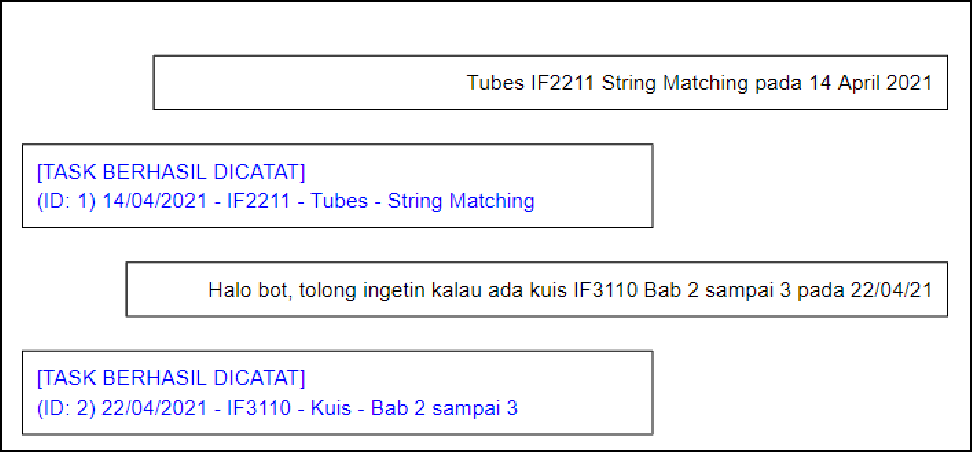 Tubes IF2211 String Matching pada 14 April 2021
[TASK BERHASIL DICATAT]
(ID: 1) 14/04/2021 - IF2211 - Tubes - String Matching
Halo bot, tolong ingetin kalau ada kuis IF3110 Bab 2 sampai 3 pada 22/04/21
[TASK BERHASIL DICATAT]
(ID: 2) 22/04/2021 - IF3110 - Kuis - Bab 2 sampai 3